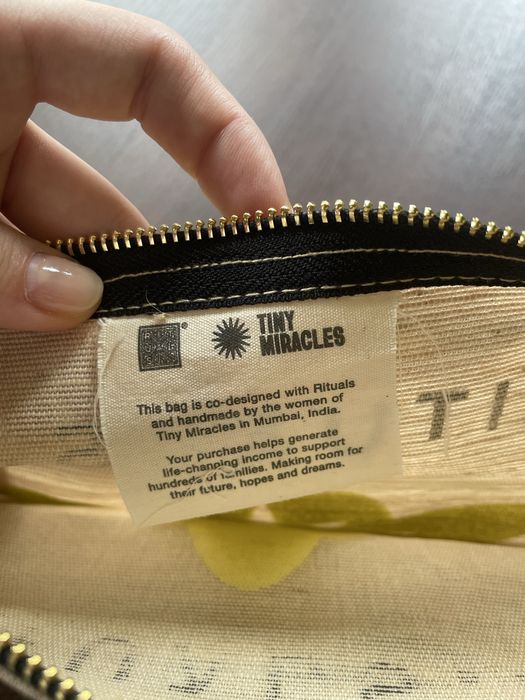 TINY
MIRACLES
This bag is co-designed with Rituals
and handmade by the women of
Tiny Miracles in Mumbai, India.
Your purchase helps generate
life-changing income to support
hundreds of families. Making room for
their future, hopes and dreams.
TI